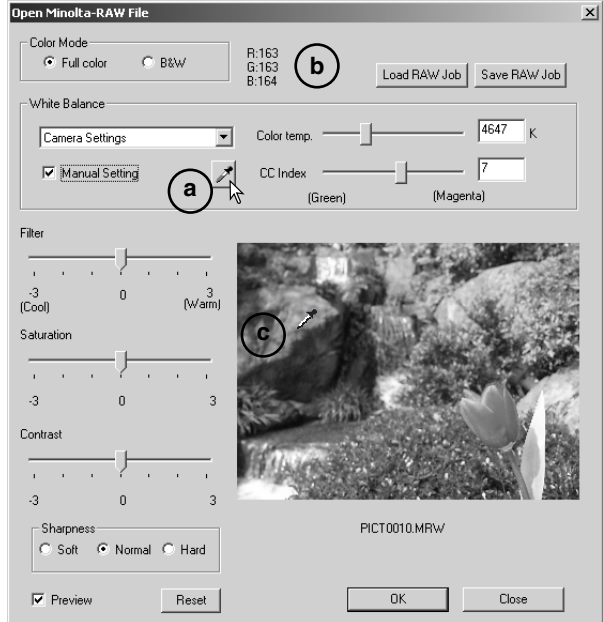 Open Minolta-RAW File
Color Mode
Full color B&W
R:163
G:163
B:164
b
Load RAW Job Save RAW Job
White Balance
Camera Settings
Color temp. 4647 K
Manual Setting
a
CC Index 7
(Green) (Magenta)
Filter
-3 0 3
(Cool) (Warm)
Saturation
-3 0 3
Contrast
-3 0 3
c
Sharpness
Soft Normal Hard
PICT0010.MRW
Preview Reset OK Close